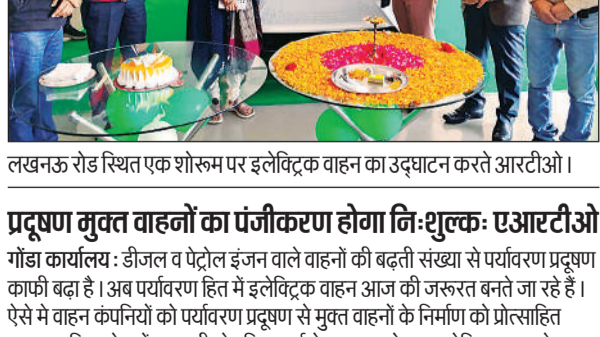 लखनऊ रोड स्थित एक शोरूम पर इलेक्ट्रिक वाहन का उद्घाटन करते आरटीओ।
प्रदूषण मुक्त वाहनों का पंजीकरण होगा निःशुल्कः एआरटीओ
गोंडा कार्यालय : डीजल व पेट्रोल इंजन वाले वाहनों की बढ़ती संख्या से पर्यावरण प्रदूषण
काफी बढ़ा है। अब पर्यावरण हित में इलेक्ट्रिक वाहन आज की जरूरत बनते जा रहे हैं।
ऐसे मे वाहन कंपनियों को पर्यावरण प्रदूषण से मुक्त वाहनों के निर्माण को प्रोत्साहित